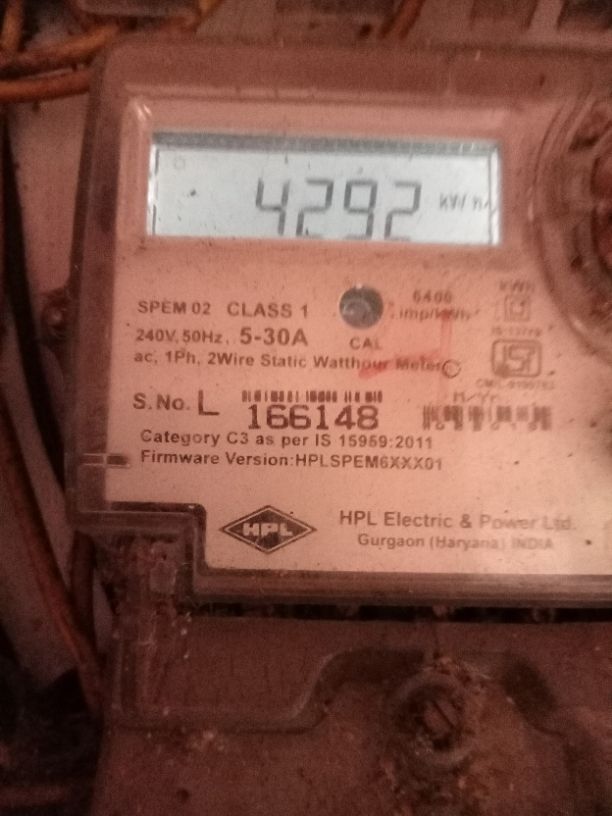 4292 kWh
6400
kWh
SPEM 02 CLASS 1
imp/kWh
240V, 50Hz, 5-30A
CAL
ac, 1Ph, 2Wire Static Watthour Meter
S.No. L 166148
M/Yr.
Category C3 as per IS 15959:2011
Firmware Version:HPLSPEM6XXX01
HPL
HPL Electric & Power Ltd.
Gurgaon (Haryana) INDIA